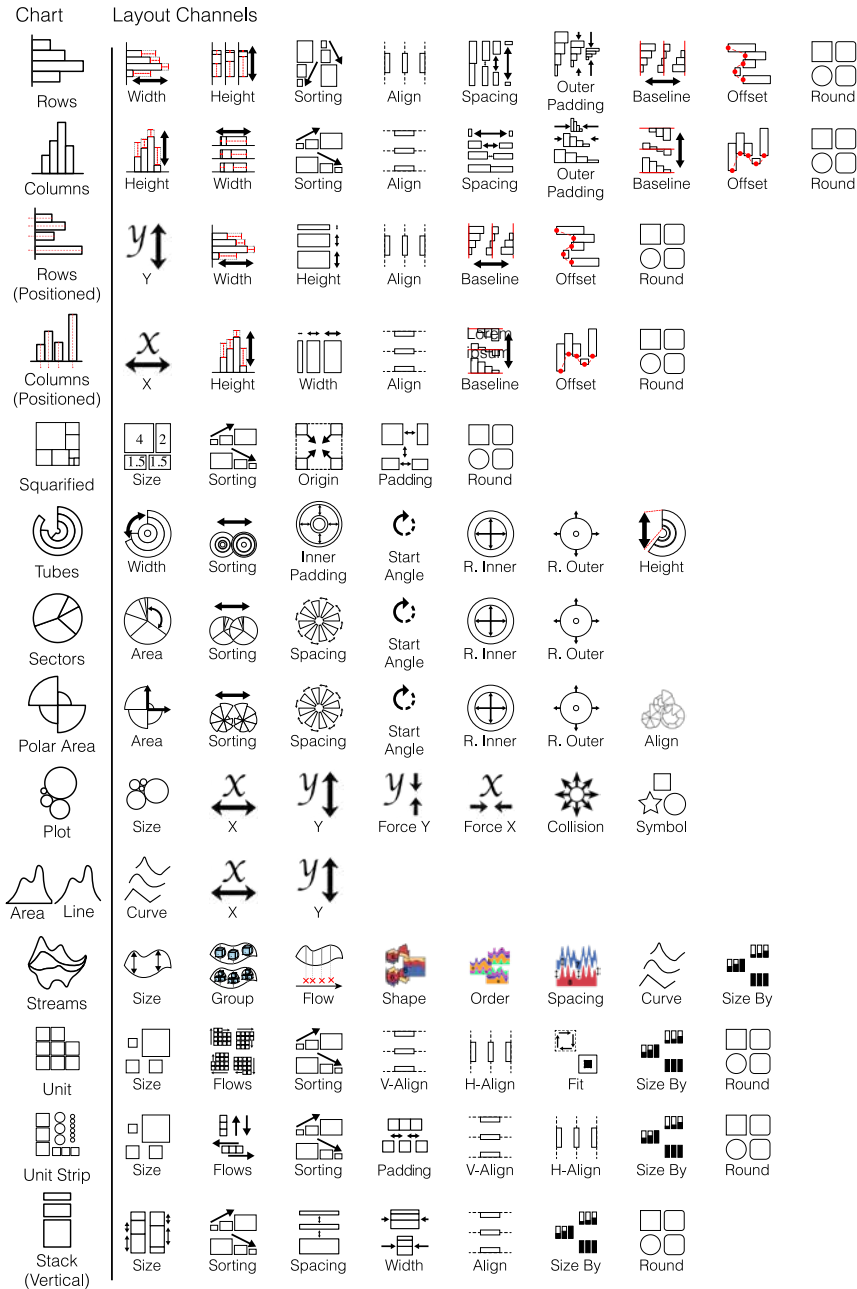 Chart Layout Channels
Rows Width Height Sorting Align Spacing Outer Padding Baseline Offset Round
Columns Height Width Sorting Align Spacing Outer Padding Baseline Offset Round
Rows (Positioned) y Y Width Height Align Baseline Offset Round
Columns (Positioned) x X Height Width Align Lorem ipsum Baseline Offset Round
Squarified 4 2 1.5 1.5 Size Sorting Origin Padding Round
Tubes Width Sorting Inner Padding Start Angle R. Inner R. Outer Height
Sectors Area Sorting Spacing Start Angle R. Inner R. Outer
Polar Area Area Sorting Spacing Start Angle R. Inner R. Outer Align
Plot Size x X y Y y Force Y x Force X Collision Symbol
Area Line Curve x X y Y
Streams Size Group Flow Shape Order Spacing Curve Size By
Unit Size Flows Sorting V-Align H-Align Fit Size By Round
Unit Strip Size Flows Sorting Padding V-Align H-Align Size By Round
Stack (Vertical) Size Sorting Spacing Width Align Size By Round